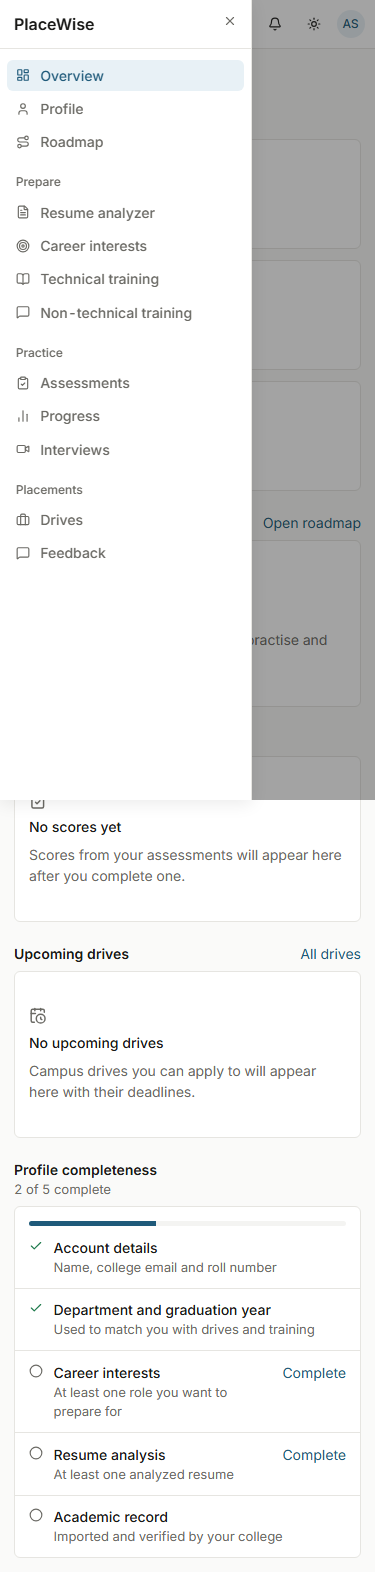 PlaceWise
AS
Overview
Profile
Roadmap
Prepare
Resume analyzer
Career interests
Technical training
Non-technical training
Practice
Assessments
Progress
Interviews
Placements
Drives
Feedback
Open roadmap
practise and
No scores yet
Scores from your assessments will appear here
after you complete one.
Upcoming drives
All drives
No upcoming drives
Campus drives you can apply to will appear
here with their deadlines.
Profile completeness
2 of 5 complete
Account details
Name, college email and roll number
Department and graduation year
Used to match you with drives and training
Career interests
Complete
At least one role you want to
prepare for
Resume analysis
Complete
At least one analyzed resume
Academic record
Imported and verified by your college